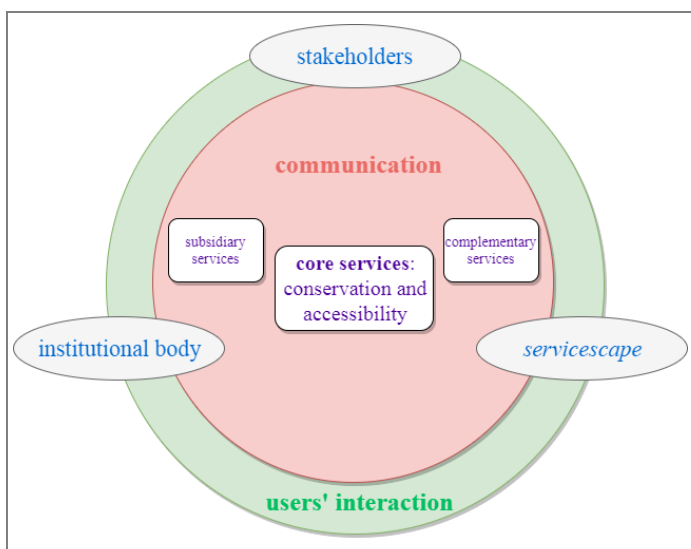 stakeholders
communication
subsidiary
services
core services:
conservation and
accessibility
complementary
services
institutional body
servicescape
users' interaction